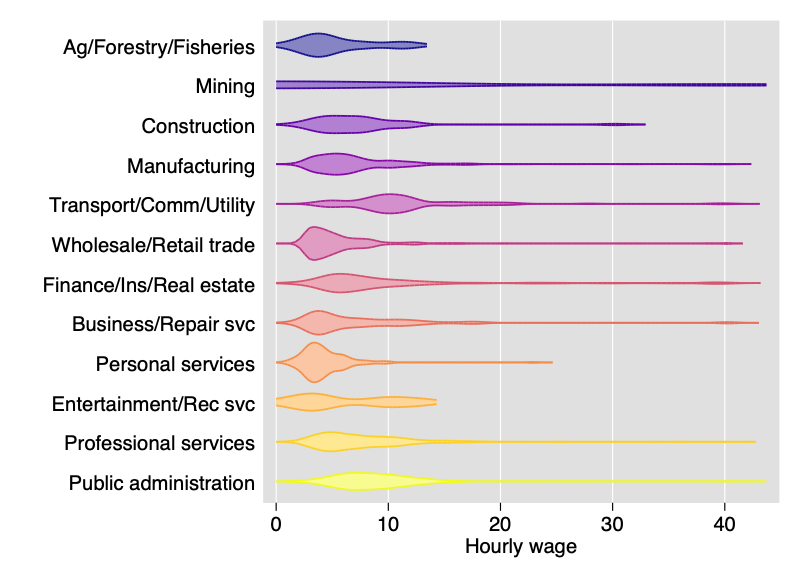 Ag/Forestry/Fisheries
Mining
Construction
Manufacturing
Transport/Comm/Utility
Wholesale/Retail trade
Finance/Ins/Real estate
Business/Repair svc
Personal services
Entertainment/Rec svc
Professional services
Public administration
0 10 20 30 40
Hourly wage